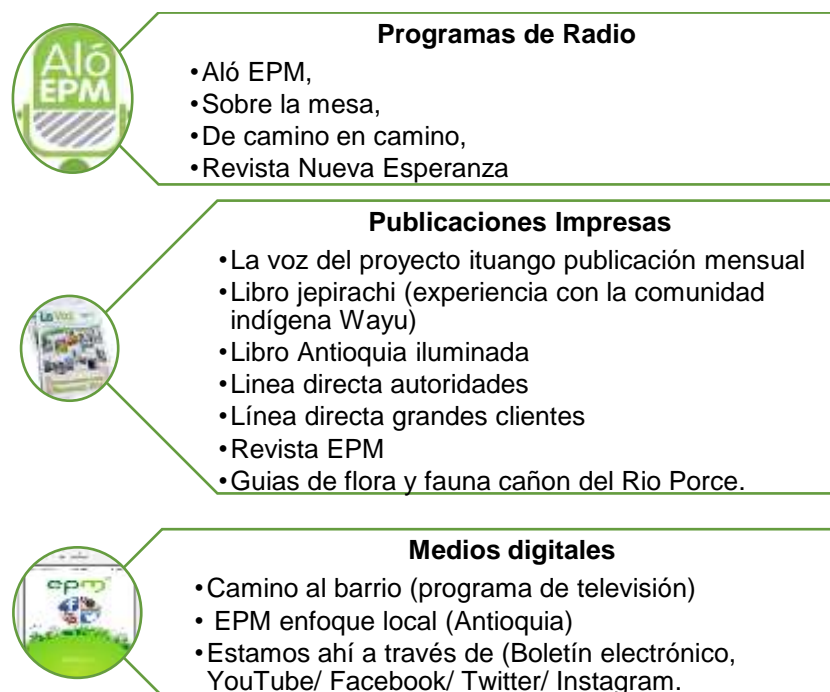 Programas de Radio
Aló
EPM
•Aló EPM,
•Sobre la mesa,
•De camino en camino,
•Revista Nueva Esperanza
Publicaciones Impresas
•La voz del proyecto ituango publicación mensual
•Libro jepirachi (experiencia con la comunidad
indígena Wayu)
•Libro Antioquia iluminada
•Linea directa autoridades
•Línea directa grandes clientes
•Revista EPM
•Guias de flora y fauna cañon del Rio Porce.
La Voz
Medios digitales
epm
•Camino al barrio (programa de televisión)
• EPM enfoque local (Antioquia)
•Estamos ahí a través de (Boletín electrónico,
YouTube/ Facebook/ Twitter/ Instagram.